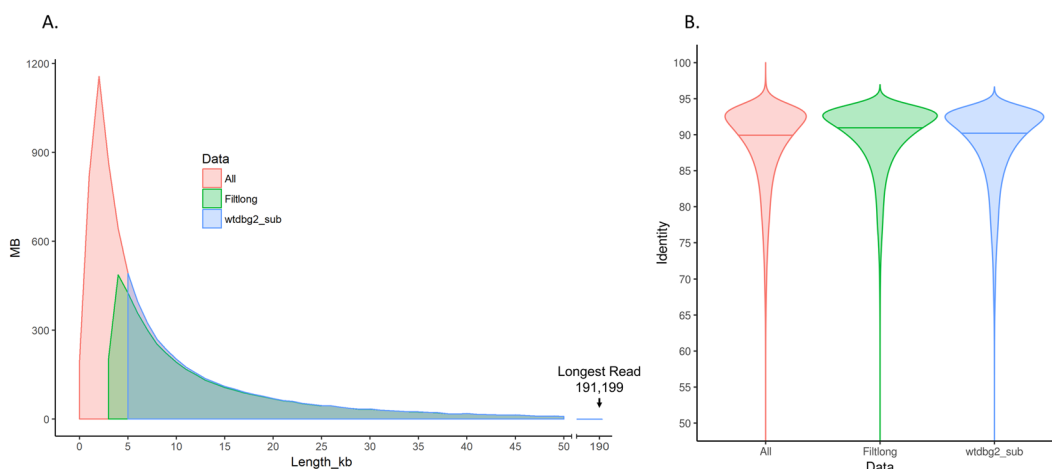 A.
1200
900
600
300
0
MB
Data
All
Filtlong
wtdbg2_sub
Longest Read
191,199
0 5 10 15 20 25 30 35 40 45 50 190
Length_kb
B.
100
95
90
85
80
75
70
65
60
55
50
Identity
All Filtlong wtdbg2_sub
Data